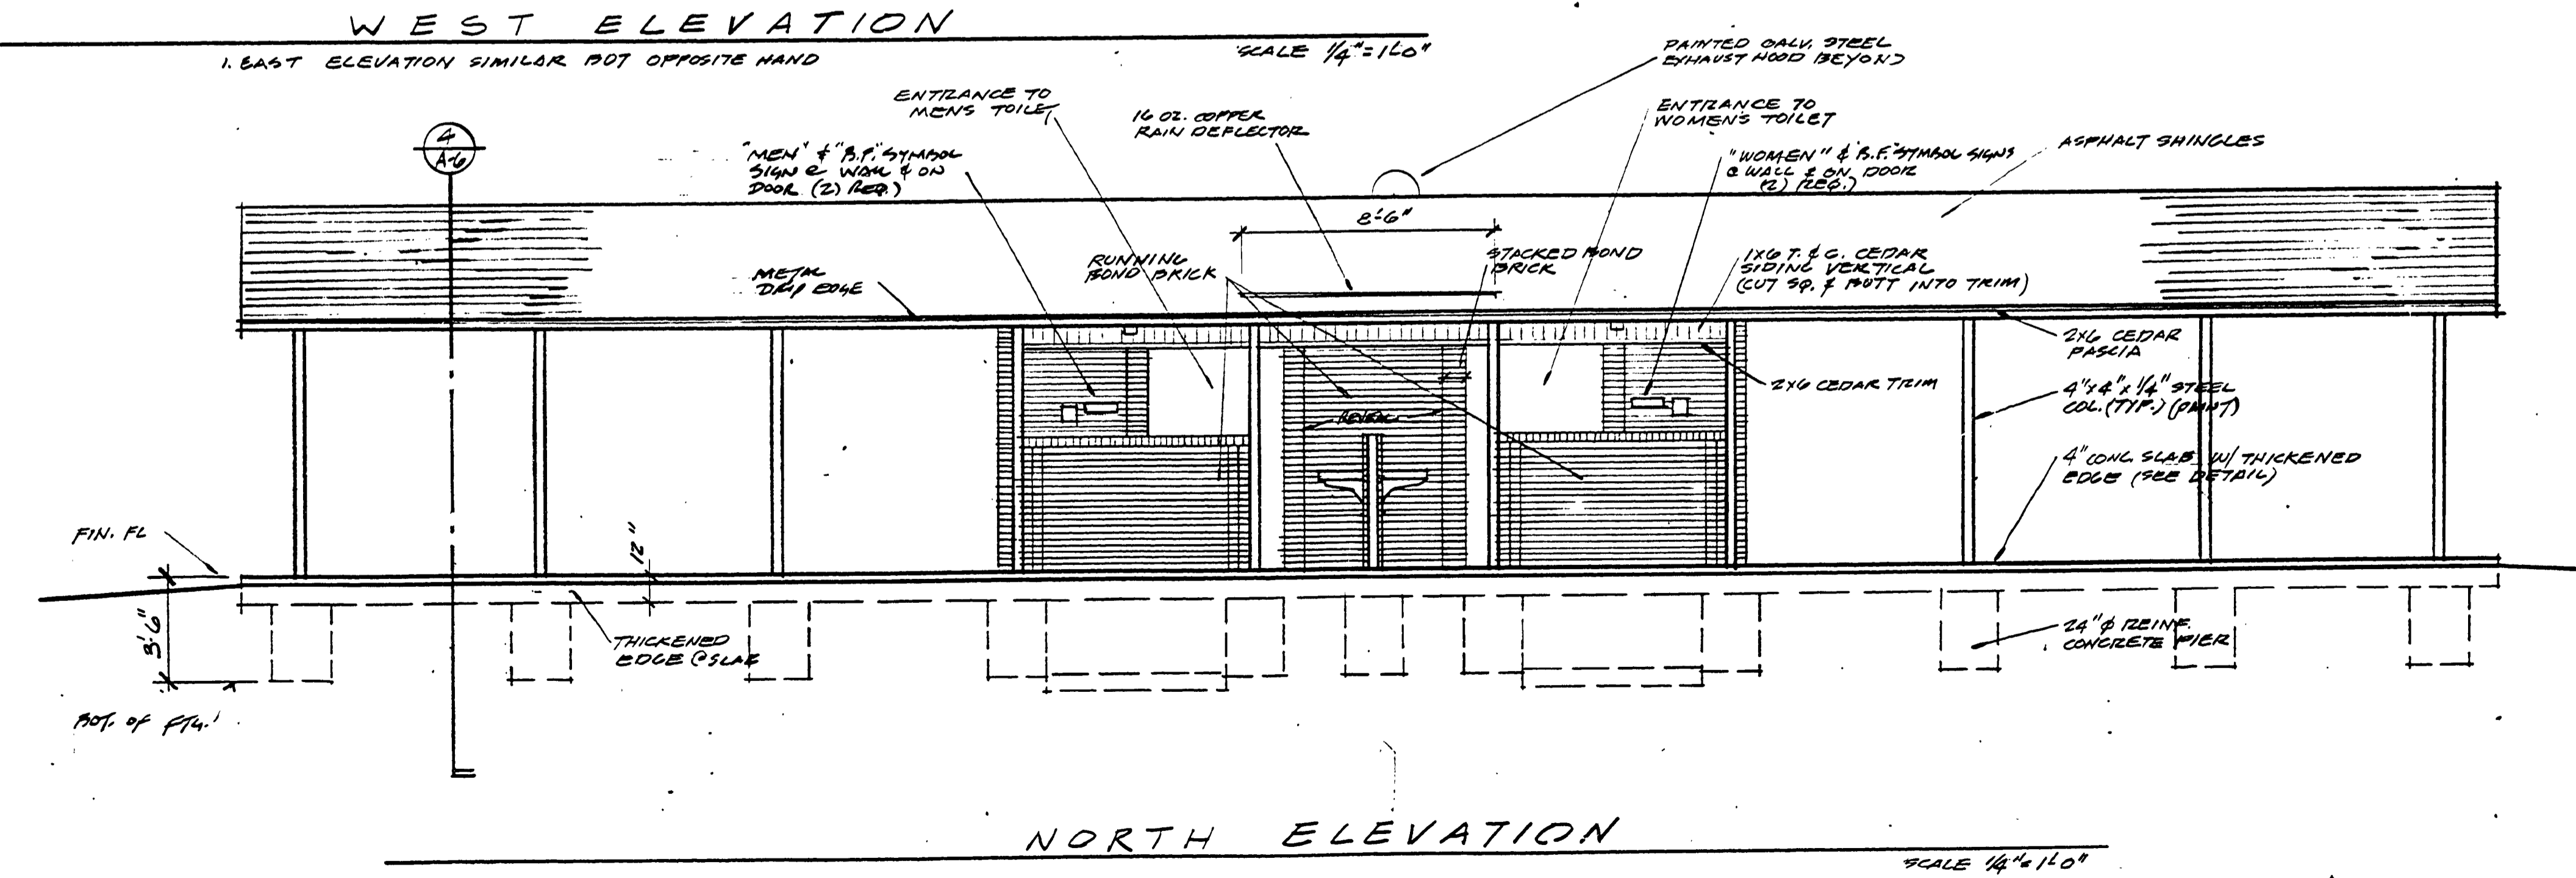 WEST ELEVATION
SCALE 1/4" = 1'-0"
1. EAST ELEVATION SIMILAR BUT OPPOSITE HAND
PAINTED GALV. STEEL
EXHAUST HOOD BEYOND
ENTRANCE TO
MENS TOILET
16 OZ. COPPER
RAIN DEFLECTOR
ENTRANCE TO
WOMENS TOILET
4
A-6
"MEN" & "B.F." SYMBOL
SIGN @ WALL & ON
DOOR (2) REQ.)
"WOMEN" & "B.F." SYMBOL SIGNS
@ WALL & ON DOOR
(2) REQ.)
ASPHALT SHINGLES
8'-6"
METAL
DRIP EDGE
RUNNING
BOND BRICK
STACKED BOND
BRICK
1X6 T. & G. CEDAR
SIDING VERTICAL
(CUT SQ. & BUTT INTO TRIM)
2X6 CEDAR
FASCIA
2X6 CEDAR TRIM
4"x4"x1/4" STEEL
COL. (TYP.) (PAINT)
REVEAL
4" CONC. SLAB W/ THICKENED
EDGE (SEE DETAIL)
FIN. FL
12"
3'-6"
THICKENED
EDGE @ SLAB
24" φ REINF.
CONCRETE PIER
BOT. OF FTG.
NORTH ELEVATION
SCALE 1/4" = 1'-0"